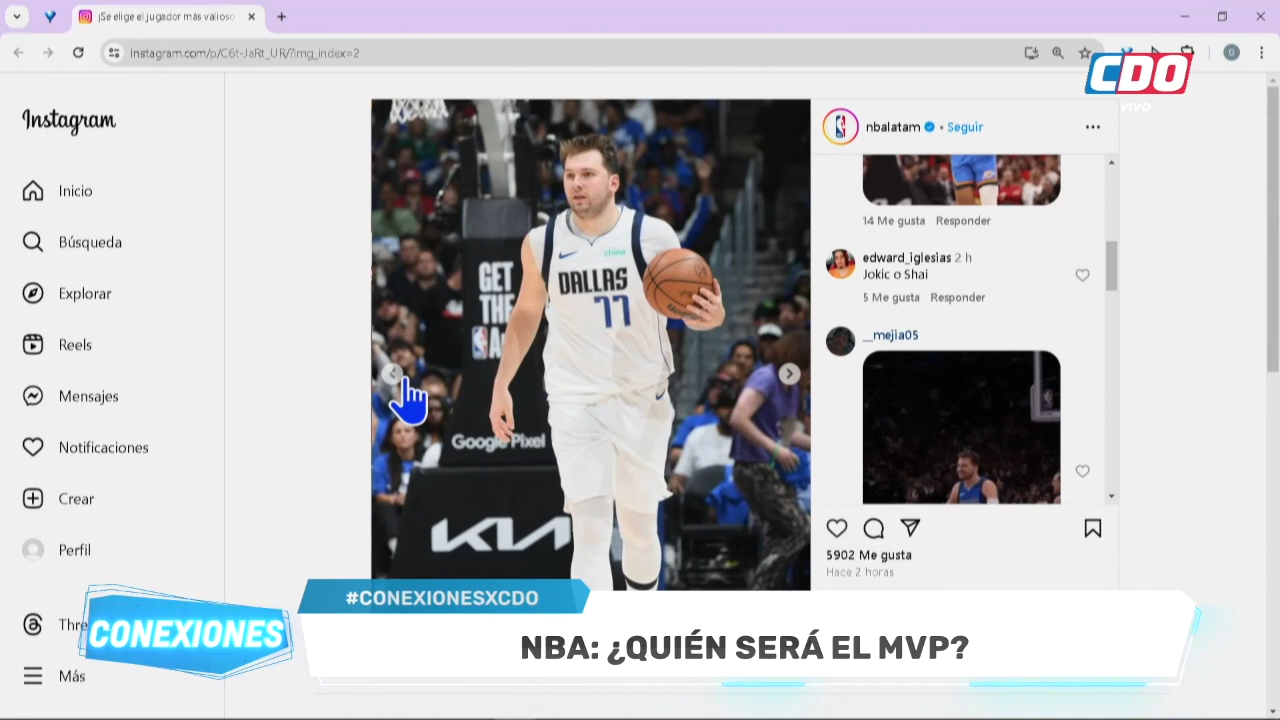 ¡Se elige el jugador más valioso
instagram.com/p/C6t-JaRt_UR/?img_index=2
G
CDO
VIVO
Instagram
Inicio
Búsqueda
Explorar
Reels
Mensajes
Notificaciones
Crear
Perfil
Thre
Más
nbalatam • Seguir
14 Me gusta Responder
edward_iglesias 2 h
Jokic o Shai
5 Me gusta Responder
__mejia05
5902 Me gusta
Hace 2 horas
GET
THE
NBA
Google Pixel
KIA
chime
DALLAS
77
#CONEXIONESXCDO
CONEXIONES
NBA: ¿QUIÉN SERÁ EL MVP?